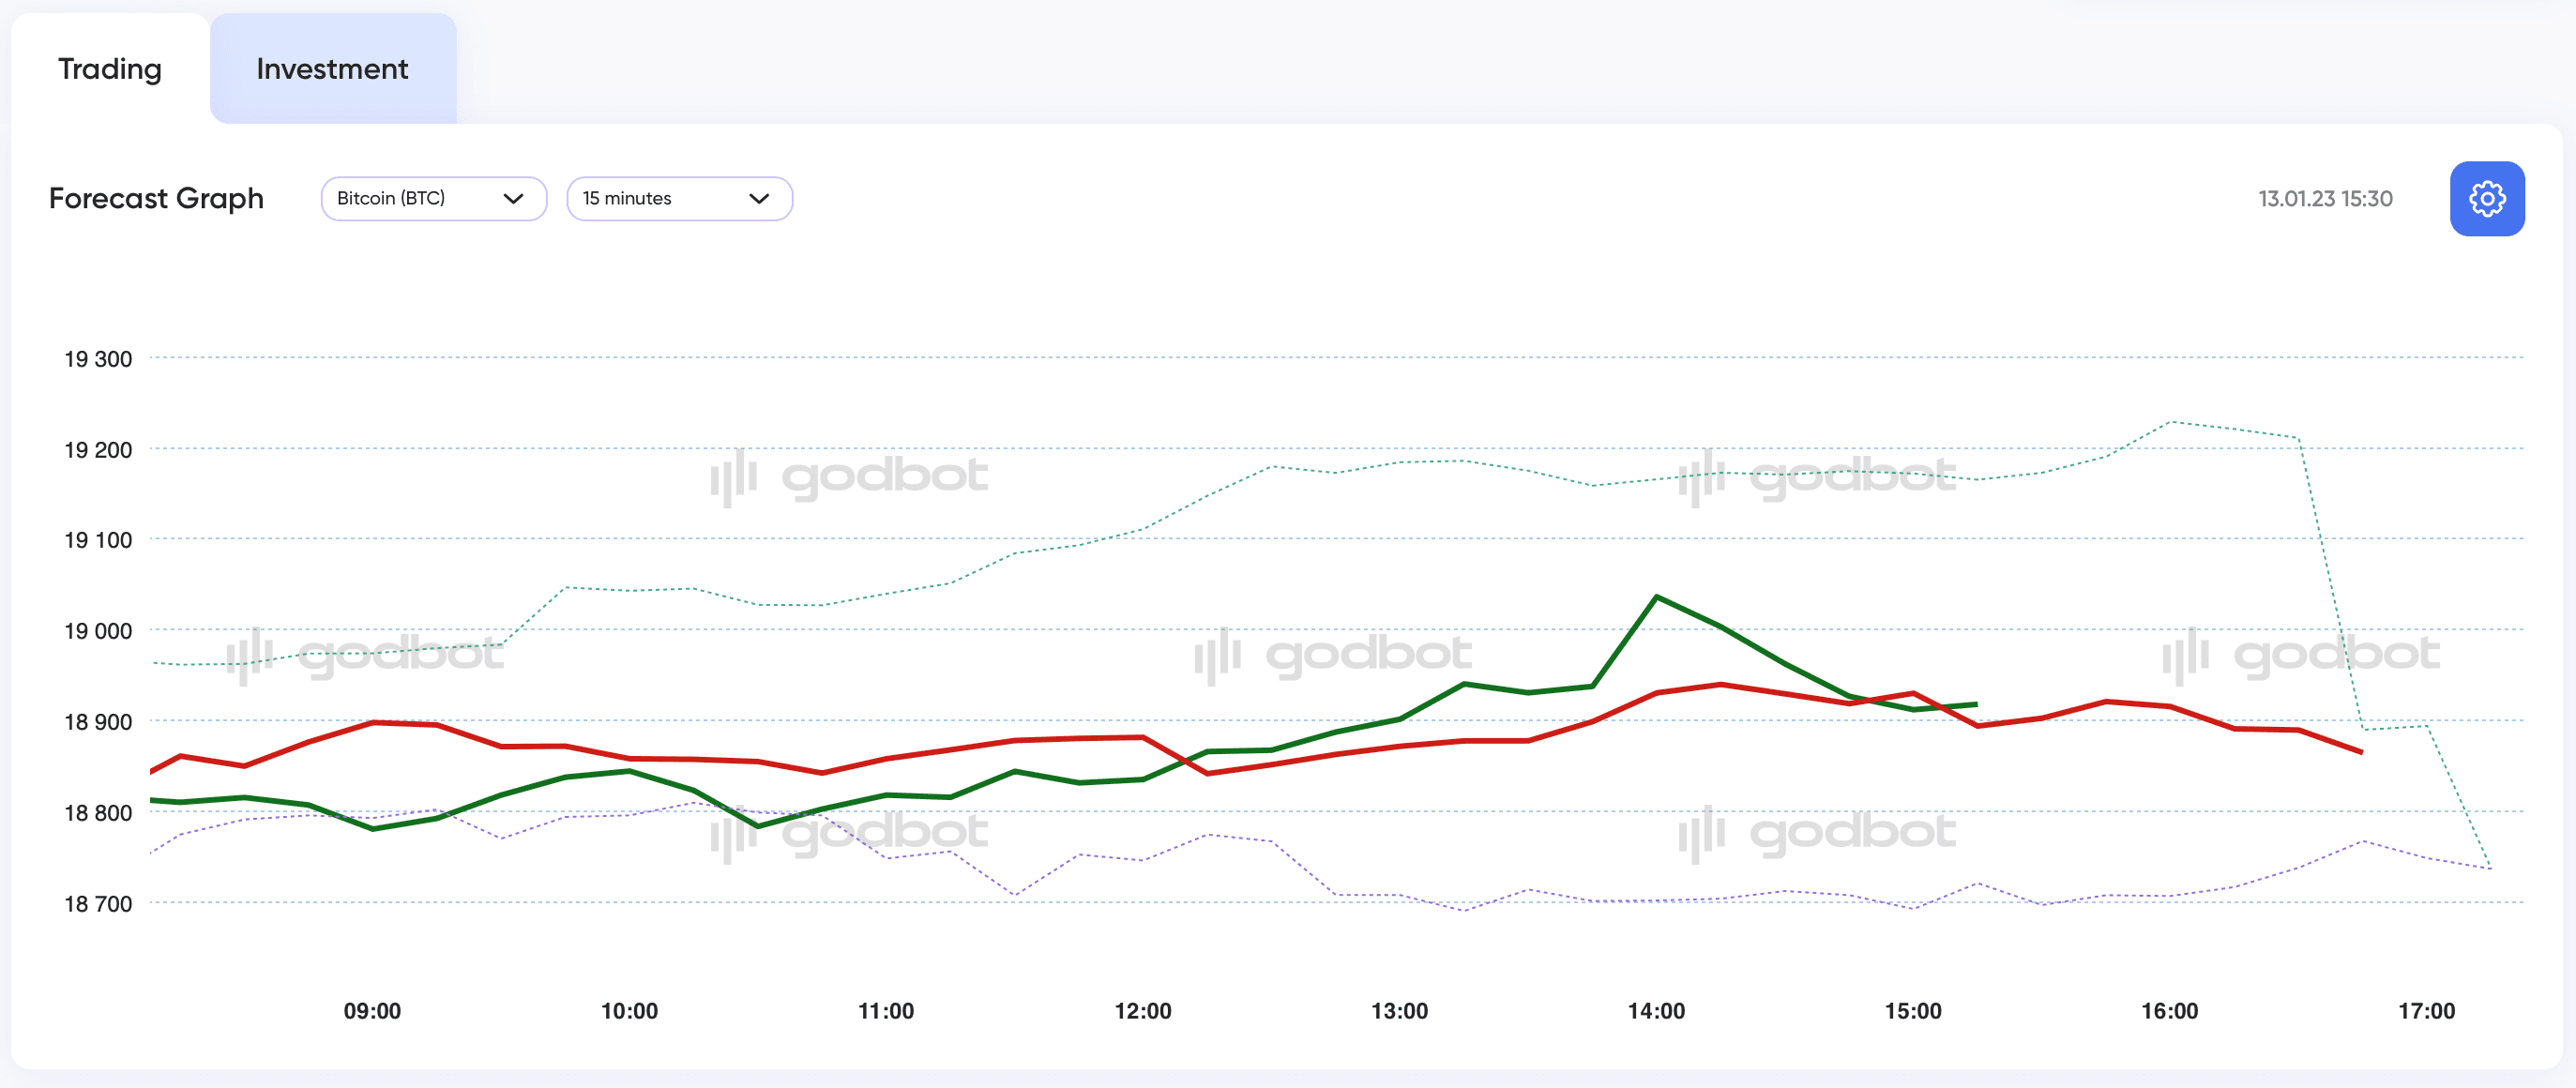 Trading Investment
Forecast Graph Bitcoin (BTC) 15 minutes 13.01.23 15:30
19 300
19 200
godbot godbot
19 100
19 000
godbot godbot godbot
18 900
18 800
godbot godbot
18 700
09:00 10:00 11:00 12:00 13:00 14:00 15:00 16:00 17:00